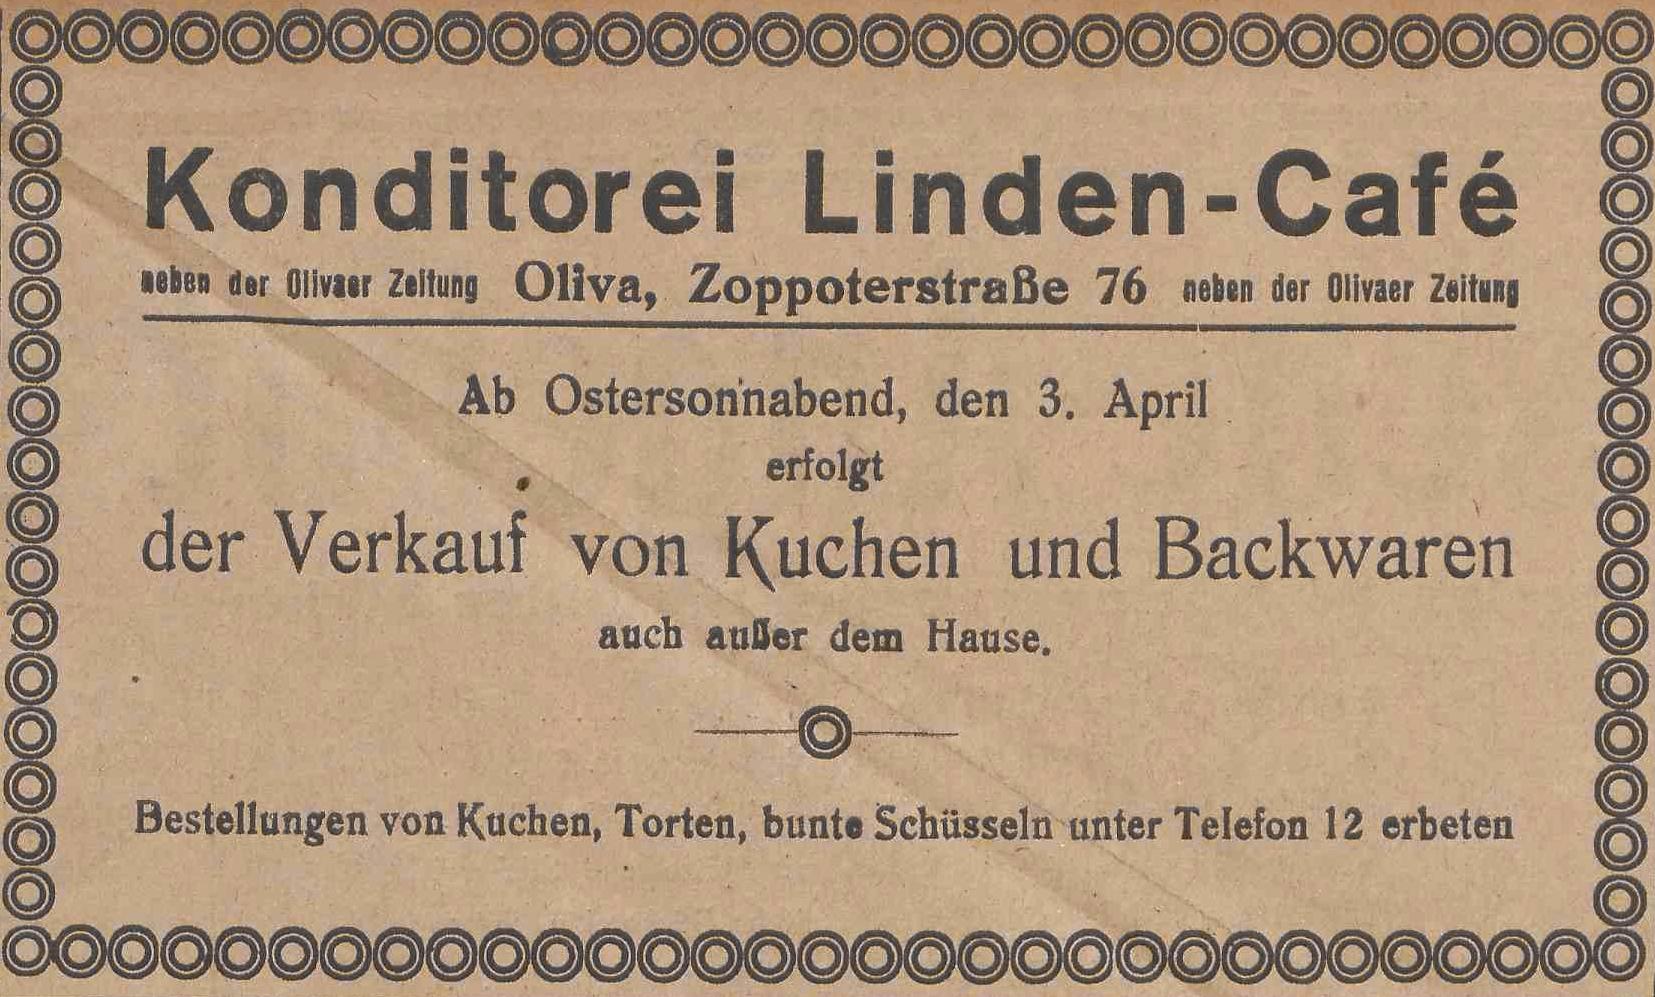 Konditorei Linden-Café
neben der Olivaer Zeitung Oliva, Zoppoterstraße 76 neben der Olivaer Zeitung
Ab Ostersonnabend, den 3. April
erfolgt
der Verkauf von Kuchen und Backwaren
auch außer dem Hause.
Bestellungen von Kuchen, Torten, bunte Schüsseln unter Telefon 12 erbeten